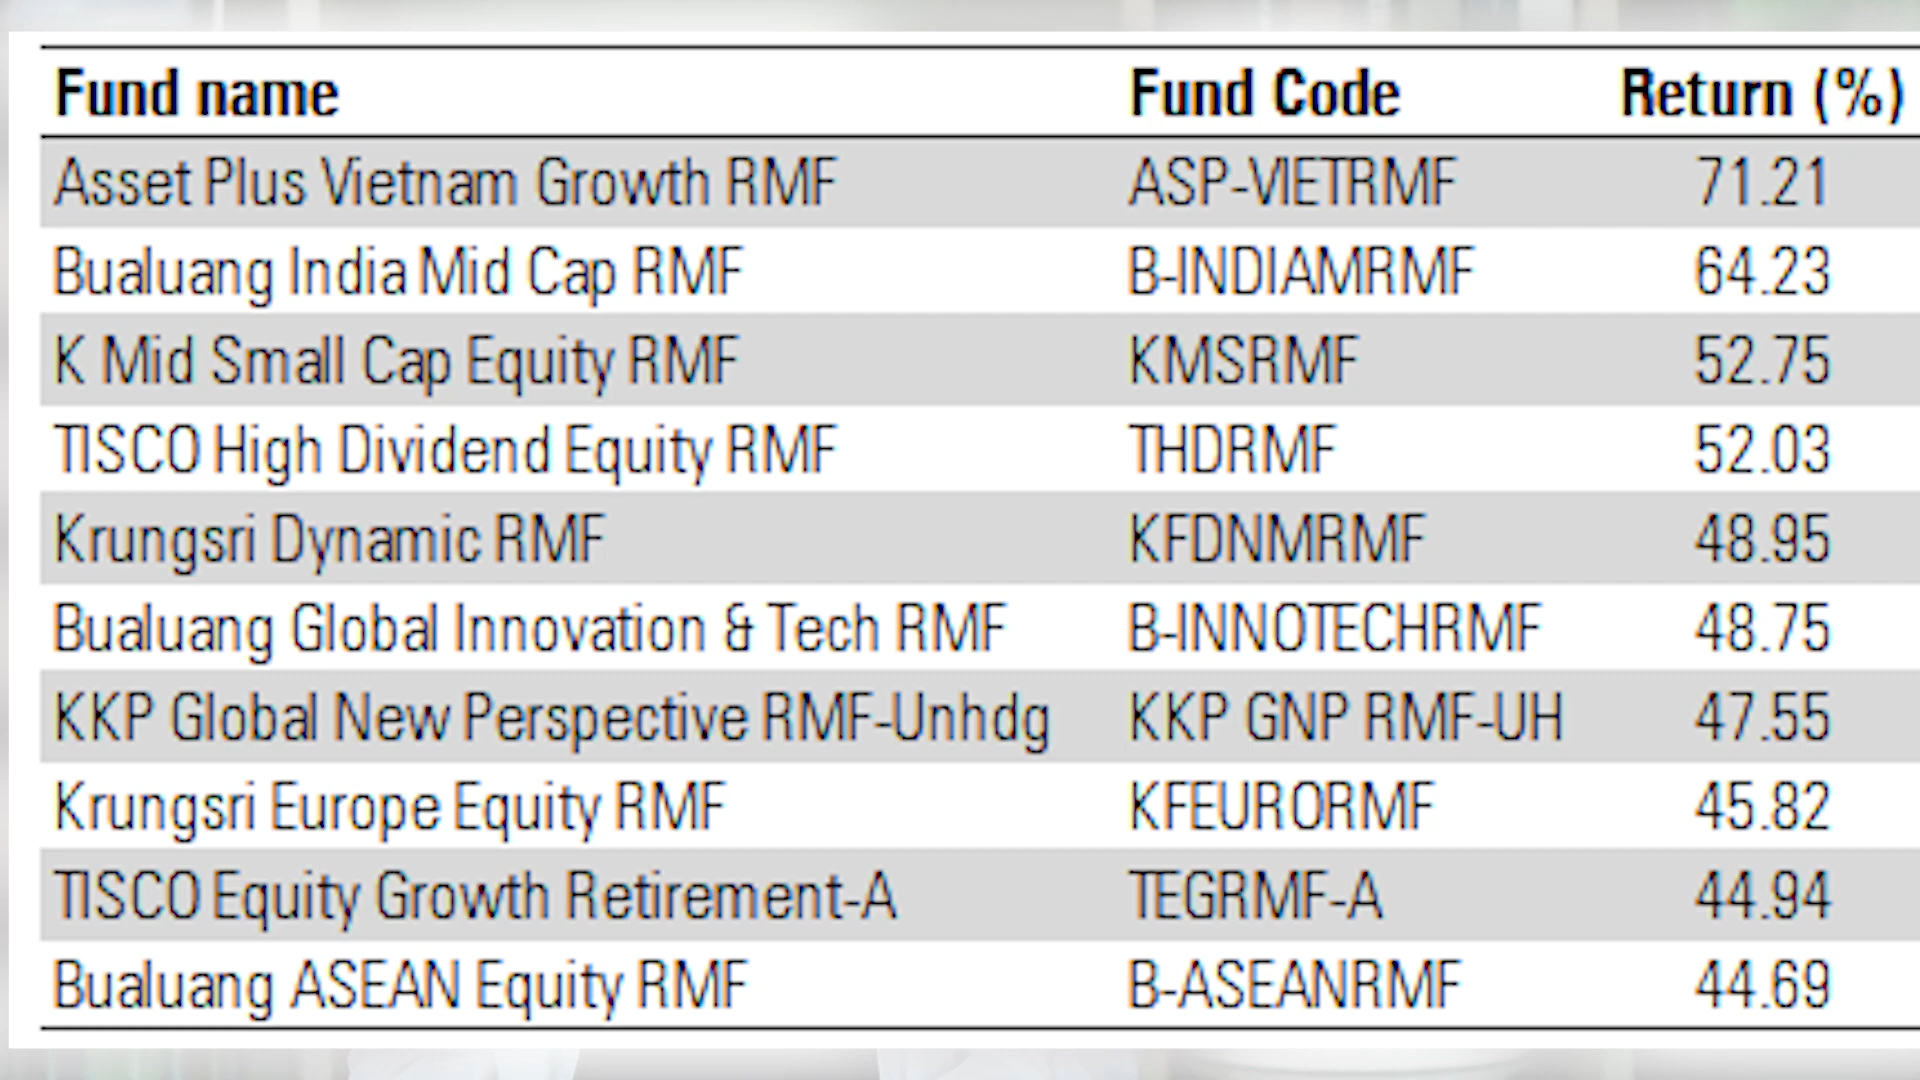 Fund name Fund Code Return (%)
Asset Plus Vietnam Growth RMF ASP-VIETRMF 71.21
Bualuang India Mid Cap RMF B-INDIAMRMF 64.23
K Mid Small Cap Equity RMF KMSRMF 52.75
TISCO High Dividend Equity RMF THDRMF 52.03
Krungsri Dynamic RMF KFDNMRMF 48.95
Bualuang Global Innovation & Tech RMF B-INNOTECHRMF 48.75
KKP Global New Perspective RMF-Unhdg KKP GNP RMF-UH 47.55
Krungsri Europe Equity RMF KFEURORMF 45.82
TISCO Equity Growth Retirement-A TEGRMF-A 44.94
Bualuang ASEAN Equity RMF B-ASEANRMF 44.69